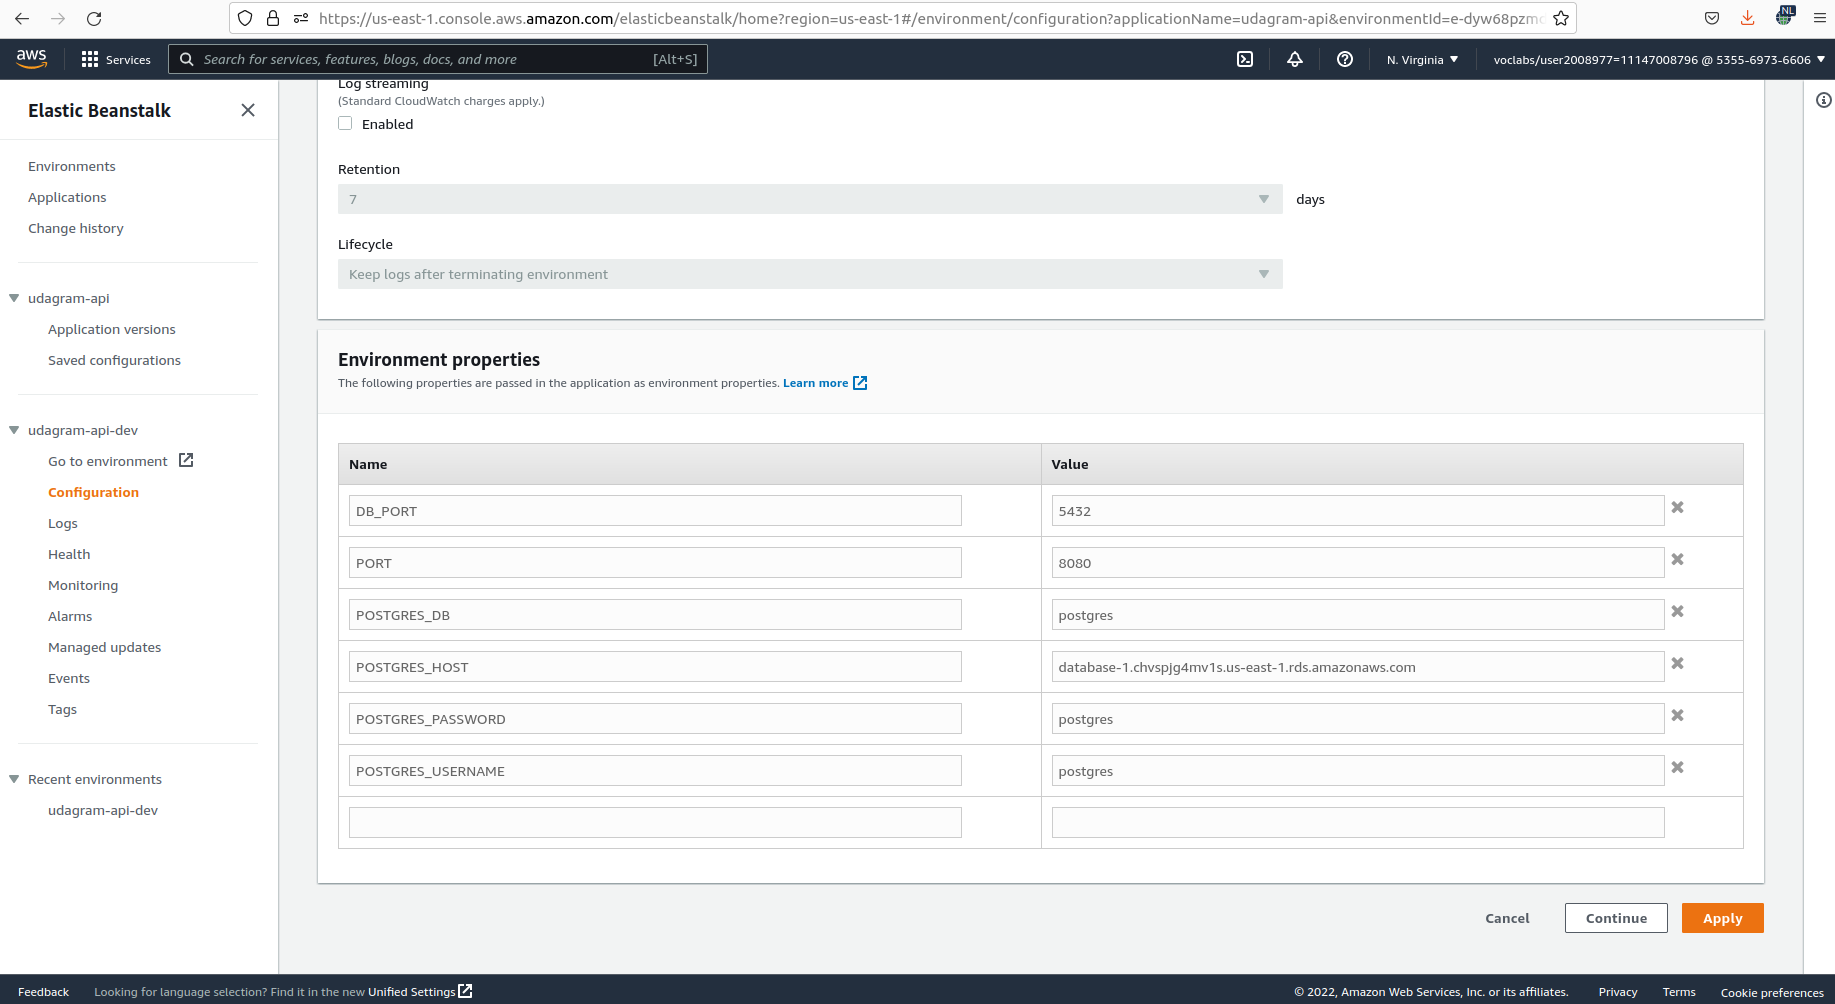 https://us-east-1.console.aws.amazon.com/elasticbeanstalk/home?region=us-east-1#/environment/configuration?applicationName=udagram-api&environmentId=e-dyw68pzm
NL
aws
Services
Search for services, features, blogs, docs, and more
[Alt+S]
N. Virginia
voclabs/user2008977=11147008796 @ 5355-6973-6606
Elastic Beanstalk
Environments
Applications
Change history
udagram-api
Application versions
Saved configurations
udagram-api-dev
Go to environment
Configuration
Logs
Health
Monitoring
Alarms
Managed updates
Events
Tags
Recent environments
udagram-api-dev
Log streaming
(Standard CloudWatch charges apply.)
Enabled
Retention
7
days
Lifecycle
Keep logs after terminating environment
Environment properties
The following properties are passed in the application as environment properties. Learn more
Name Value
DB_PORT 5432
PORT 8080
POSTGRES_DB postgres
POSTGRES_HOST database-1.chvspjg4mv1s.us-east-1.rds.amazonaws.com
POSTGRES_PASSWORD postgres
POSTGRES_USERNAME postgres
Cancel
Continue
Apply
Feedback
Looking for language selection? Find it in the new Unified Settings
© 2022, Amazon Web Services, Inc. or its affiliates.
Privacy
Terms
Cookie preferences